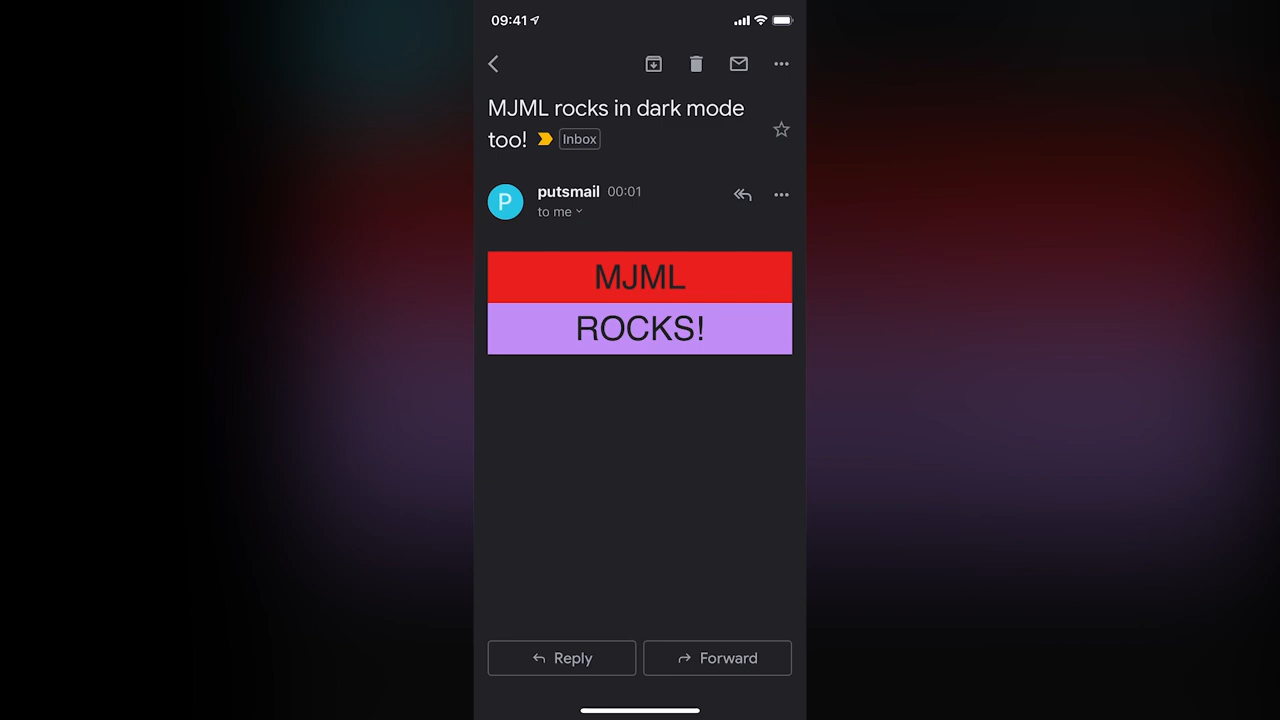 09:41
MJML rocks in dark mode
too! Inbox
P
putsmail 00:01
to me
MJML
ROCKS!
Reply
Forward